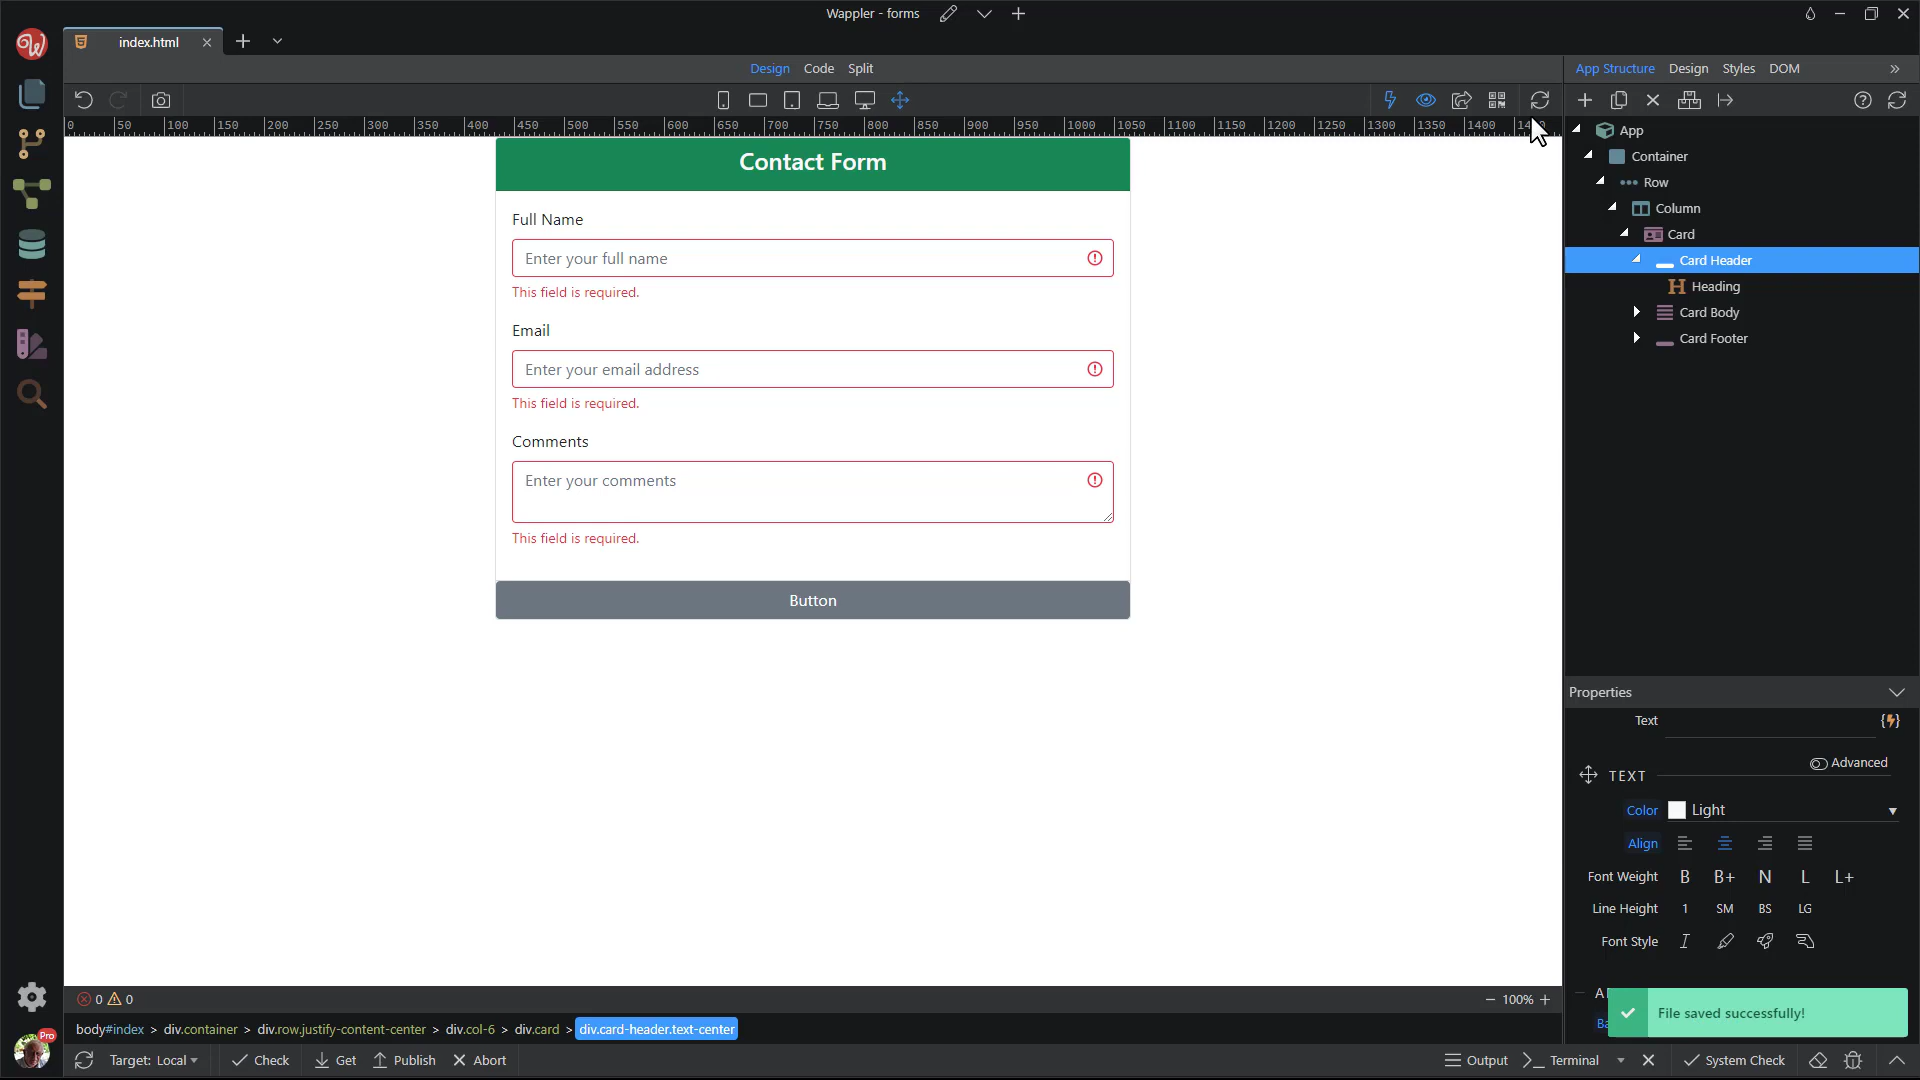 Wappler - forms
index.html
Design Code Split
App Structure Design Styles DOM
0 50 100 150 200 250 300 350 400 450 500 550 600 650 700 750 800 850 900 950 1000 1050 1100 1150 1200 1250 1300 1350 1400
App
Container
Row
Column
Card
Card Header
Heading
Card Body
Card Footer
Contact Form
Full Name
Enter your full name
This field is required.
Email
Enter your email address
This field is required.
Comments
Enter your comments
This field is required.
Button
Properties
Text
Advanced
TEXT
Color Light
Align
Font Weight B B+ N L L+
Line Height 1 SM BS LG
Font Style
File saved successfully!
0 0
100%
body#index > div.container > div.row.justify-content-center > div.col-6 > div.card > div.card-header.text-center
Pro
Target: Local Check Get Publish Abort
Output Terminal System Check